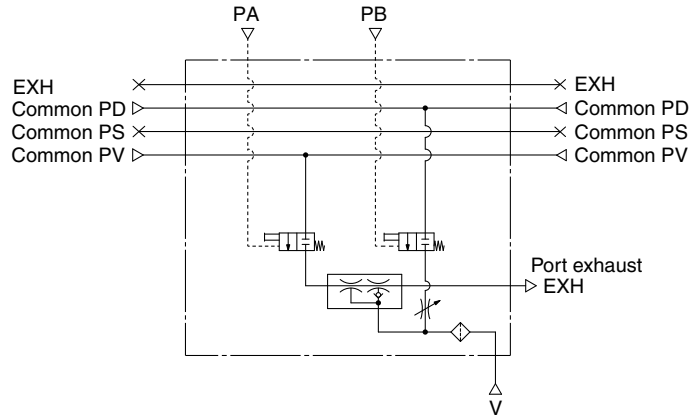 PA PB
EXH EXH
Common PD Common PD
Common PS Common PS
Common PV Common PV
Port exhaust
EXH
V